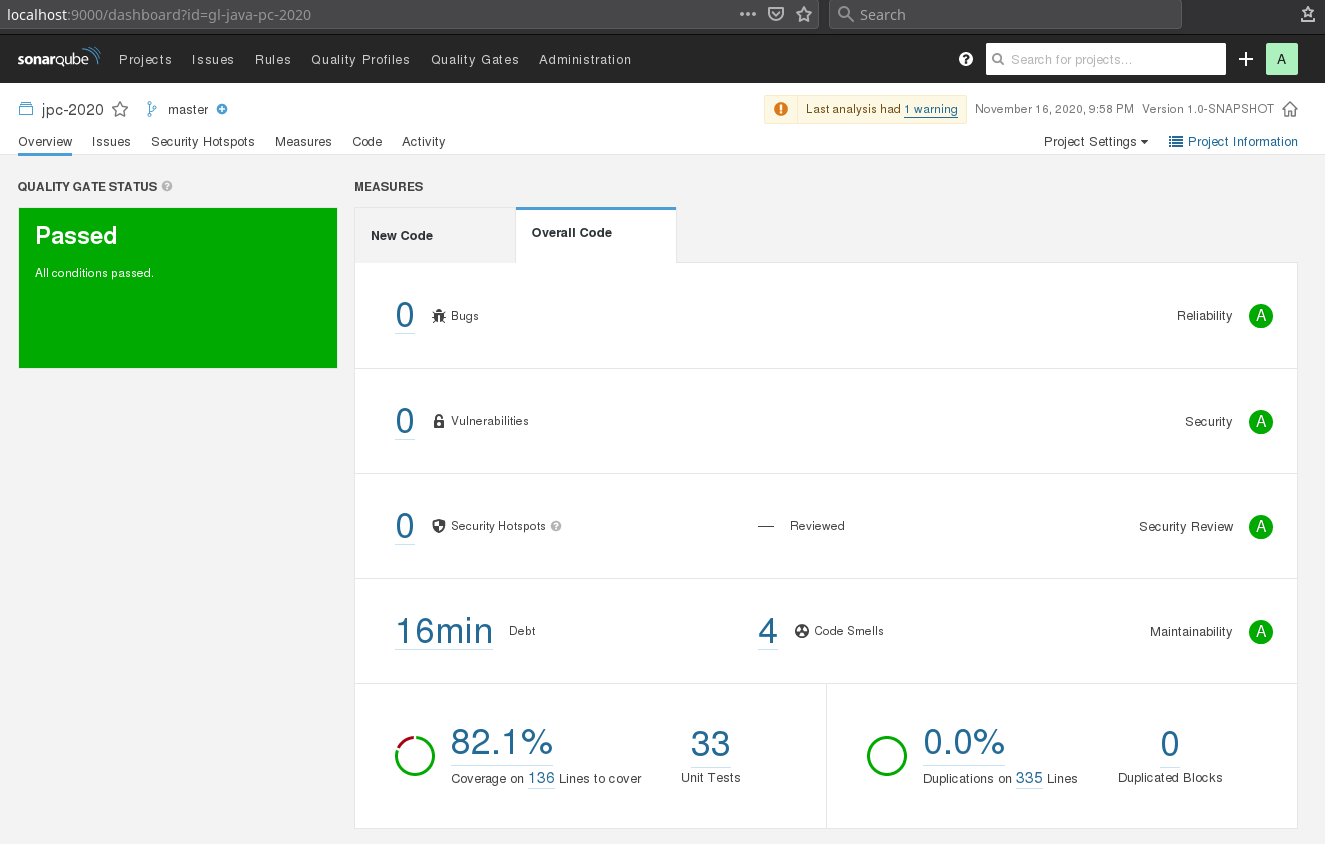 localhost:9000/dashboard?id=gl-java-pc-2020
Search
sonarqube Projects Issues Rules Quality Profiles Quality Gates Administration
? Search for projects... A
jpc-2020 master
Last analysis had 1 warning November 16, 2020, 9:58 PM Version 1.0-SNAPSHOT
Overview Issues Security Hotspots Measures Code Activity
Project Settings Project Information
QUALITY GATE STATUS ?
Passed
All conditions passed.
MEASURES
New Code
Overall Code
0 Bugs Reliability A
0 Vulnerabilities Security A
0 Security Hotspots ? — Reviewed Security Review A
16min Debt 4 Code Smells Maintainability A
82.1%
Coverage on 136 Lines to cover
33
Unit Tests
0.0%
Duplications on 335 Lines
0
Duplicated Blocks